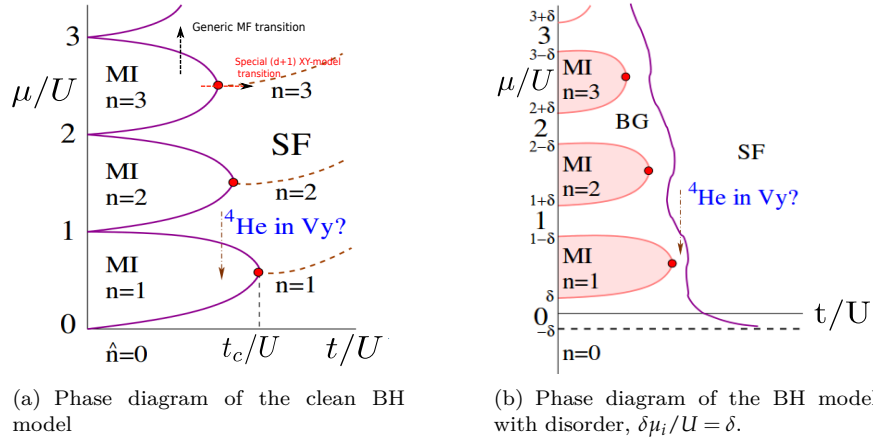 3
Generic MF transition
MI
n=3
μ/U
Special (d+1) XY-model
transition
n=3
2
SF
MI
n=2
n=2
⁴He in Vy?
1
MI
n=1
n=1
0
n̂=0
t_c/U
t/U
(a) Phase diagram of the clean BH
model
3+δ
3
3−δ
μ/U
MI
n=3
2+δ
2
BG
2−δ
SF
MI
n=2
1+δ
⁴He in Vy?
1
1−δ
MI
n=1
δ
0
t/U
−δ
n=0
(b) Phase diagram of the BH model
with disorder, δμ_i/U = δ.